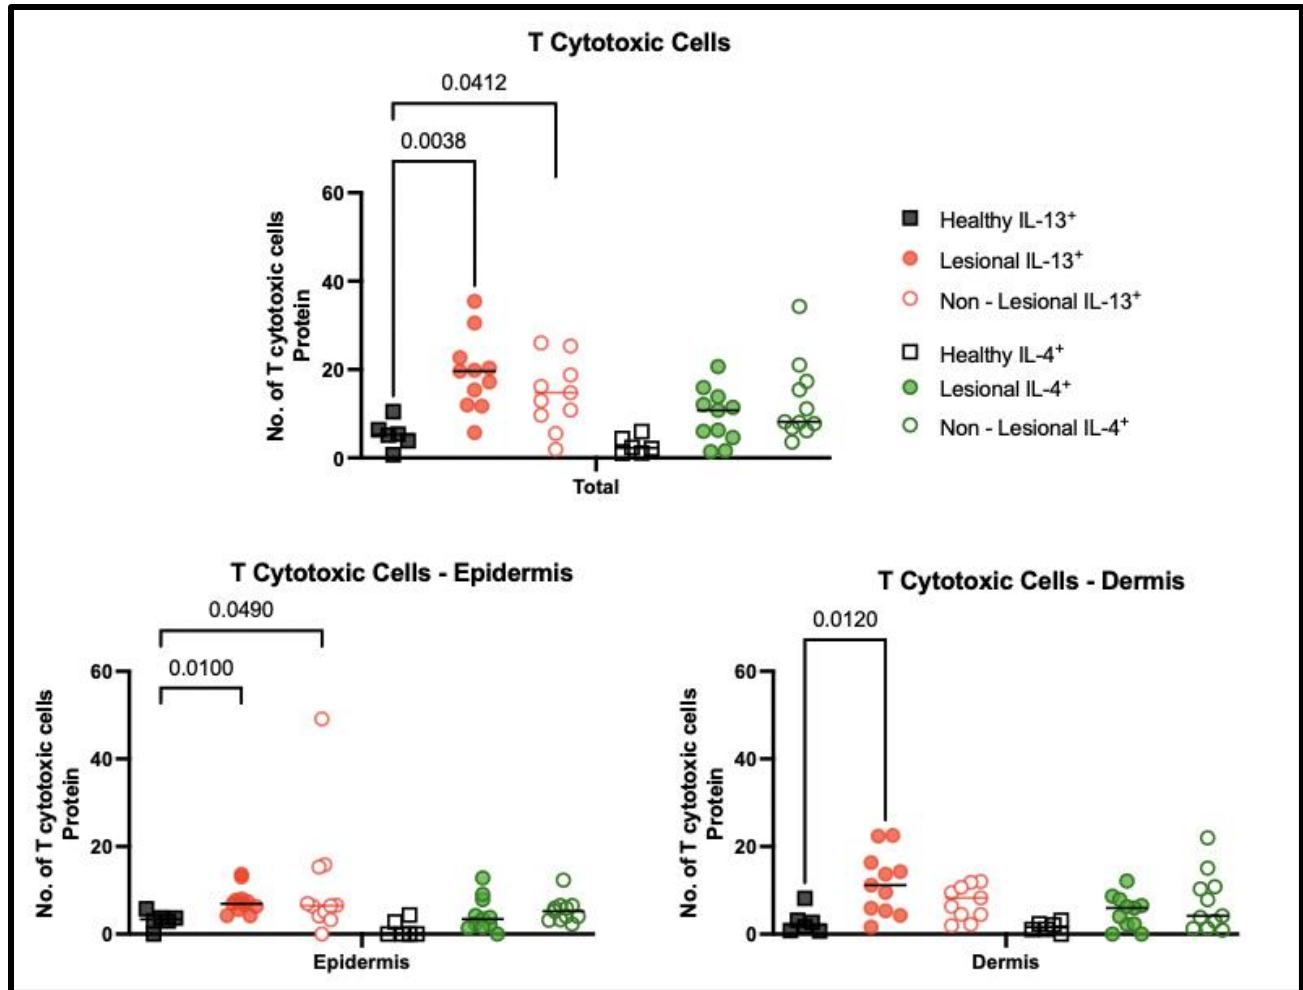 T Cytotoxic Cells
0.0412
0.0038
No. of T cytotoxic cells
Protein
60
40
20
0
Total
Healthy IL-13⁺
Lesional IL-13⁺
Non - Lesional IL-13⁺
Healthy IL-4⁺
Lesional IL-4⁺
Non - Lesional IL-4⁺
T Cytotoxic Cells - Epidermis
0.0490
0.0100
No. of T cytotoxic cells
Protein
60
40
20
0
Epidermis
T Cytotoxic Cells - Dermis
0.0120
No. of T cytotoxic cells
Protein
60
40
20
0
Dermis